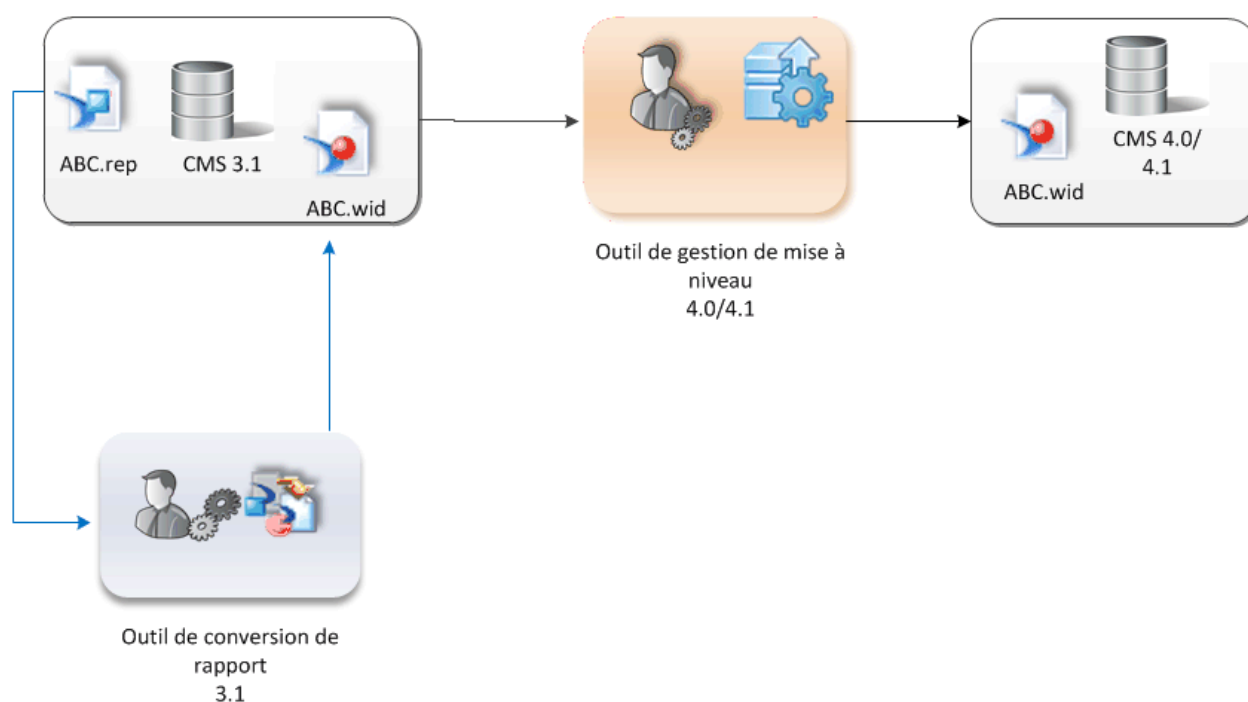 ABC.rep
CMS 3.1
ABC.wid
Outil de gestion de mise à
niveau
4.0/4.1
CMS 4.0/
4.1
ABC.wid
Outil de conversion de
rapport
3.1